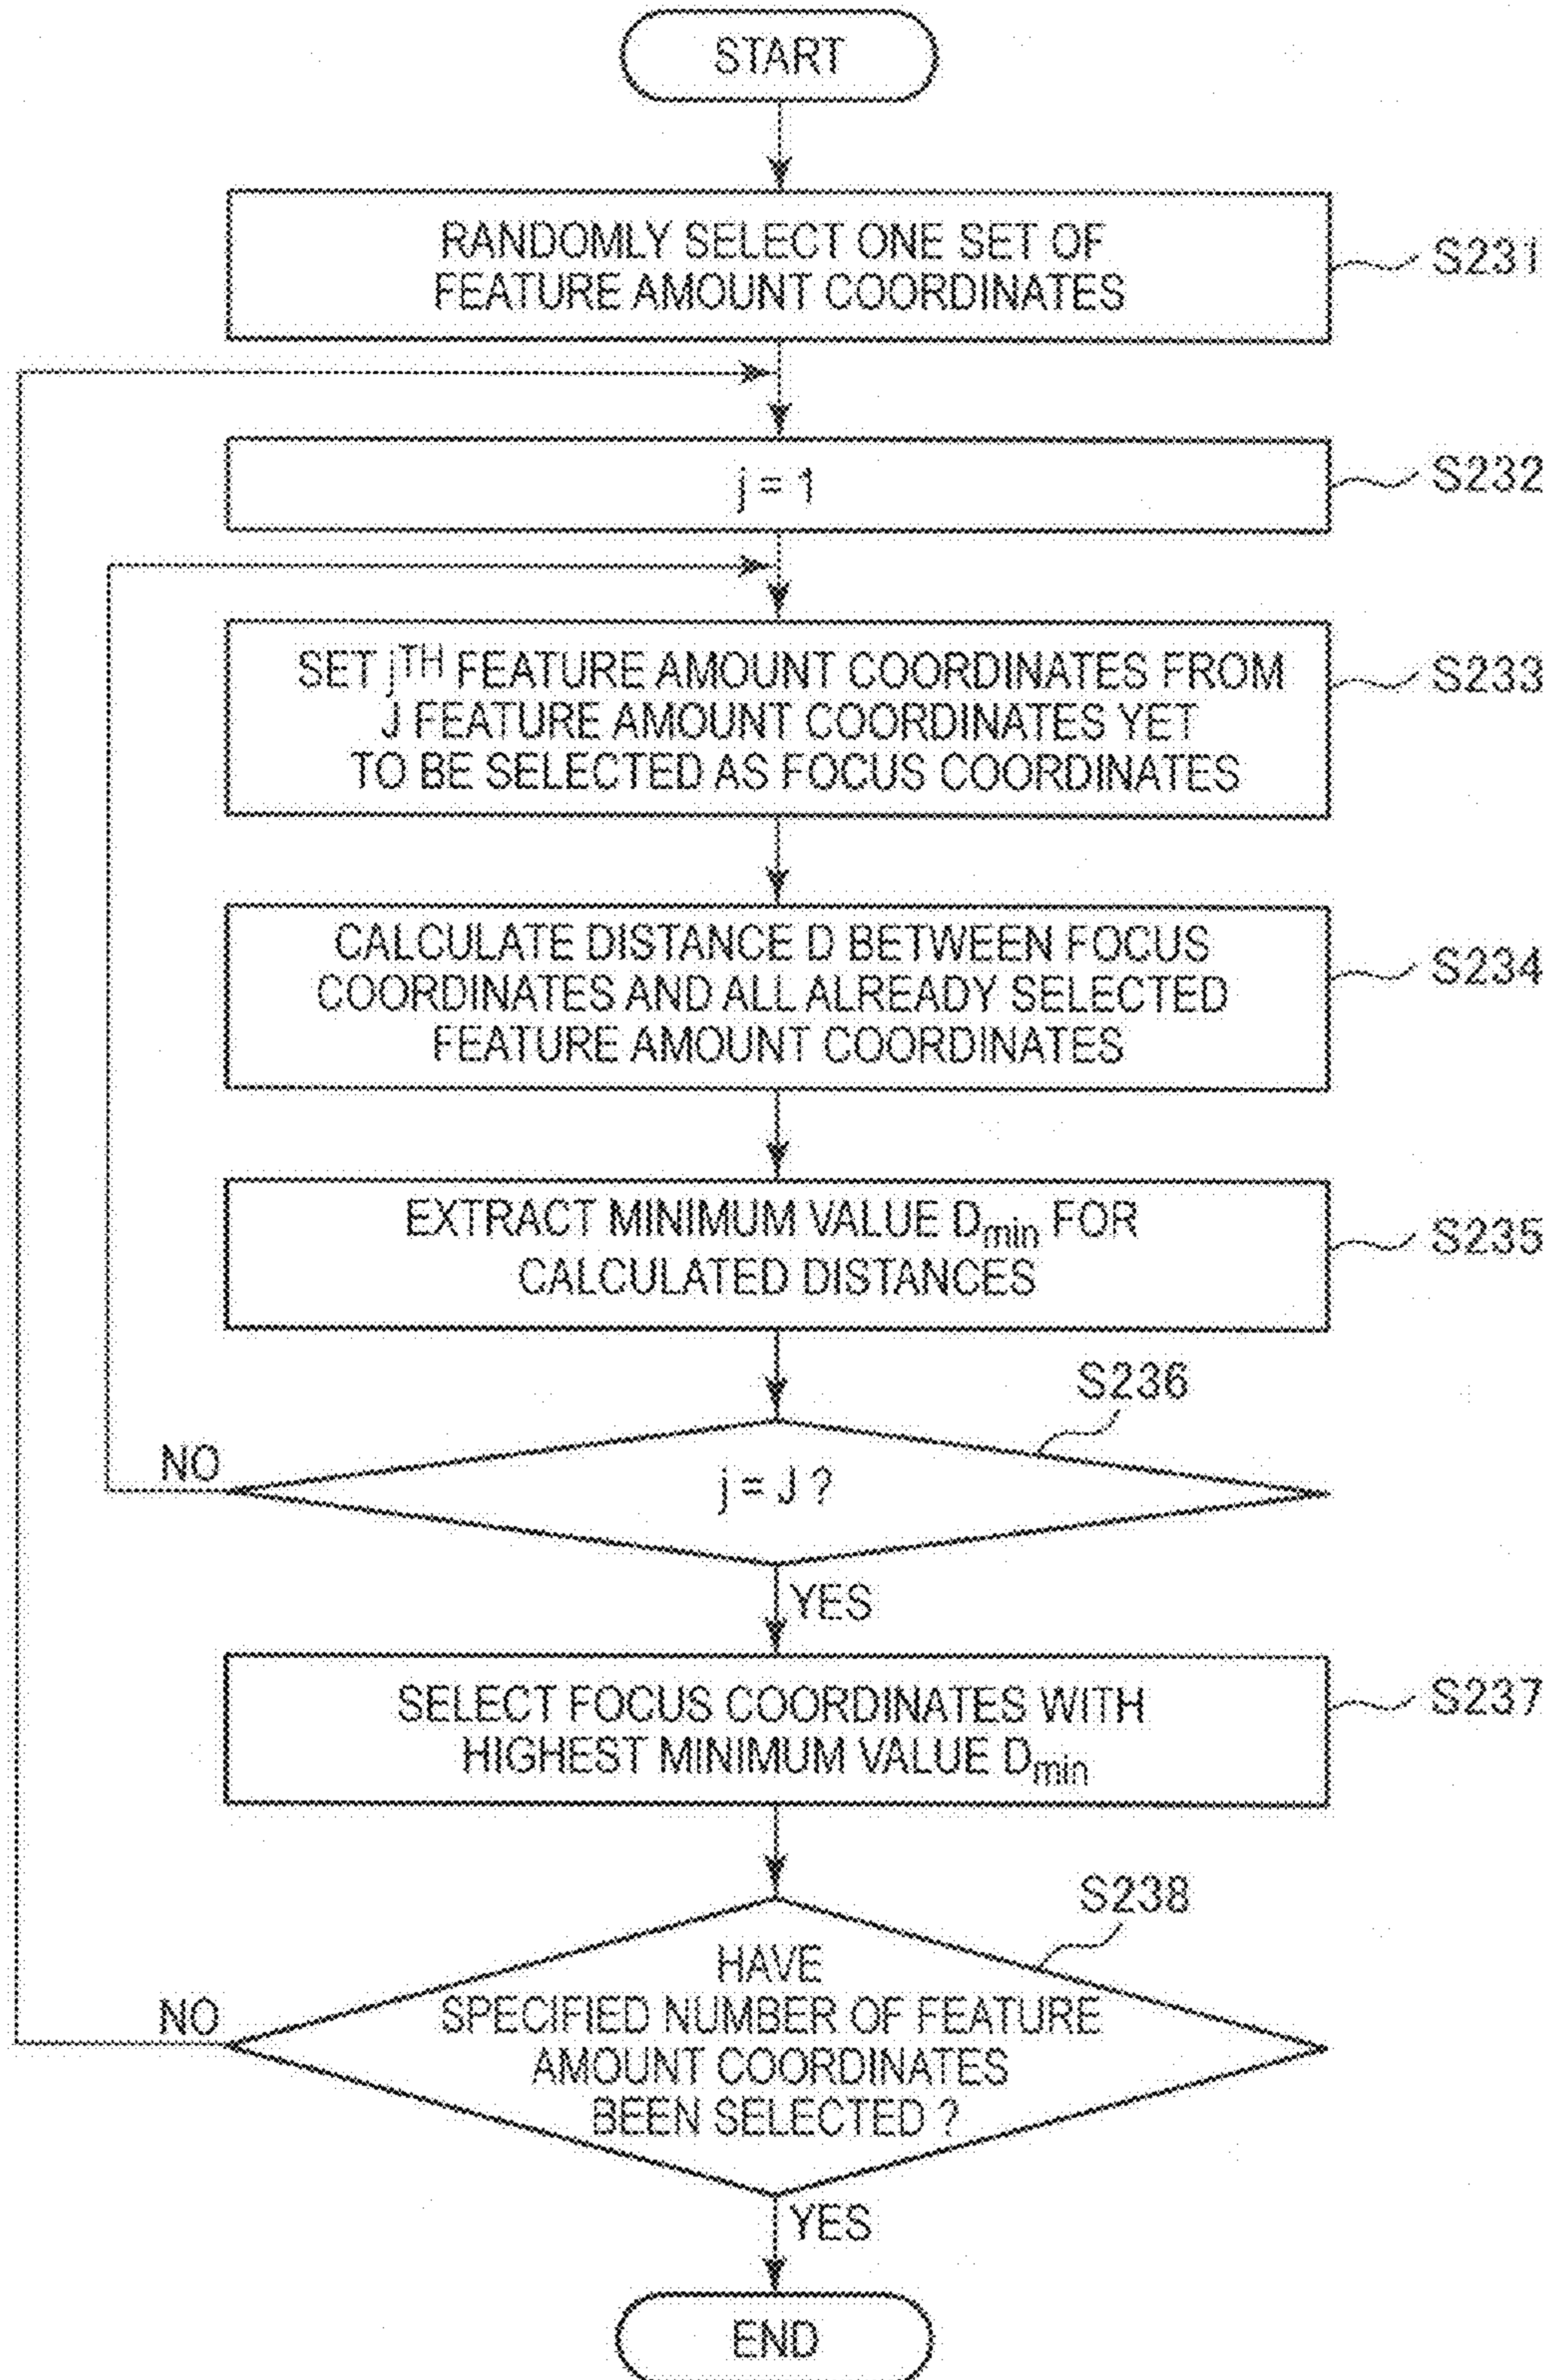 START
RANDOMLY SELECT ONE SET OF
FEATURE AMOUNT COORDINATES
S231
j = 1
S232
SET jTH FEATURE AMOUNT COORDINATES FROM
J FEATURE AMOUNT COORDINATES YET
TO BE SELECTED AS FOCUS COORDINATES
S233
CALCULATE DISTANCE D BETWEEN FOCUS
COORDINATES AND ALL ALREADY SELECTED
FEATURE AMOUNT COORDINATES
S234
EXTRACT MINIMUM VALUE Dmin FOR
CALCULATED DISTANCES
S235
S236
NO
j = J ?
YES
SELECT FOCUS COORDINATES WITH
HIGHEST MINIMUM VALUE Dmin
S237
S238
NO
HAVE
SPECIFIED NUMBER OF FEATURE
AMOUNT COORDINATES
BEEN SELECTED ?
YES
END